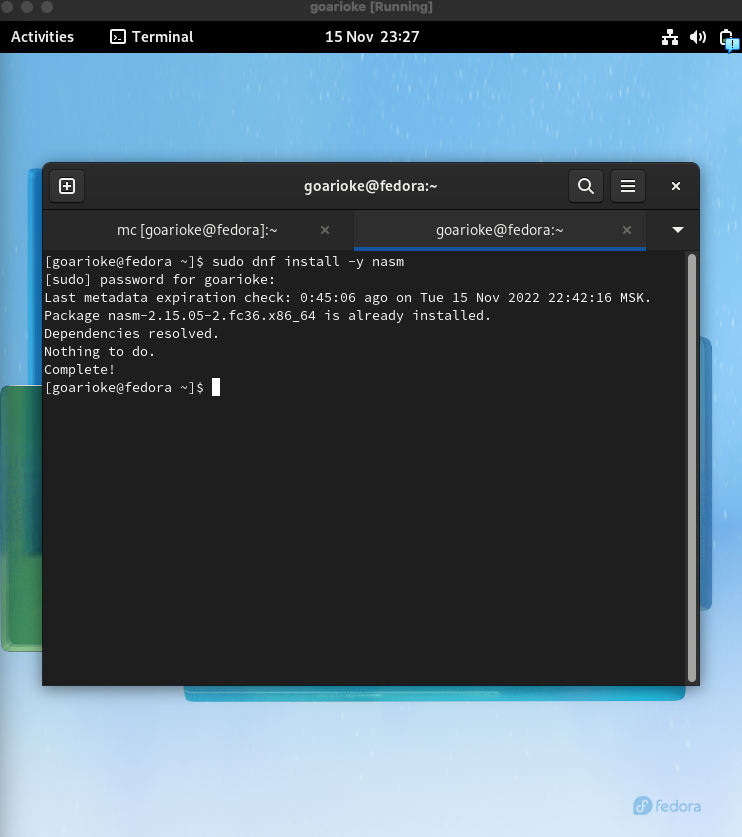 goarioke [Running]
Activities Terminal 15 Nov 23:27
goarioke@fedora:~
mc [goarioke@fedora]:~ goarioke@fedora:~
[goarioke@fedora ~]$ sudo dnf install -y nasm
[sudo] password for goarioke:
Last metadata expiration check: 0:45:06 ago on Tue 15 Nov 2022 22:42:16 MSK.
Package nasm-2.15.05-2.fc36.x86_64 is already installed.
Dependencies resolved.
Nothing to do.
Complete!
[goarioke@fedora ~]$
fedora